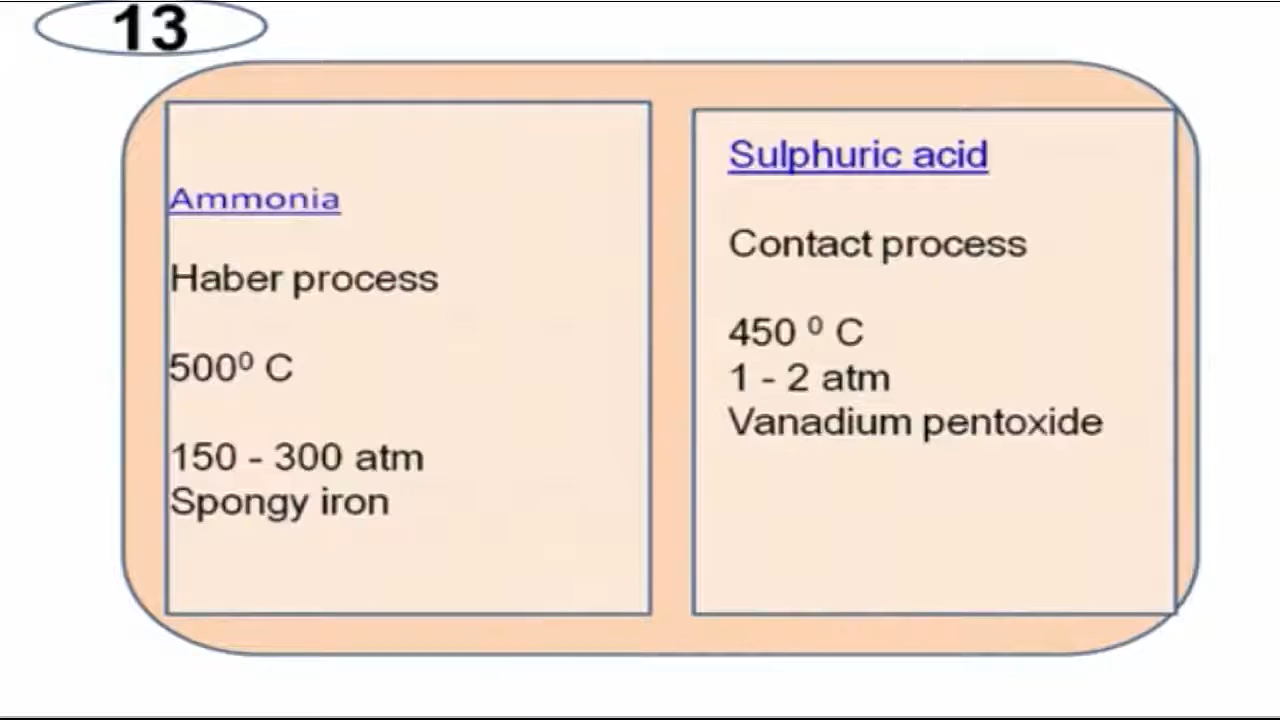 13
Ammonia
Haber process
500⁰ C
150 - 300 atm
Spongy iron
Sulphuric acid
Contact process
450 ⁰ C
1 - 2 atm
Vanadium pentoxide